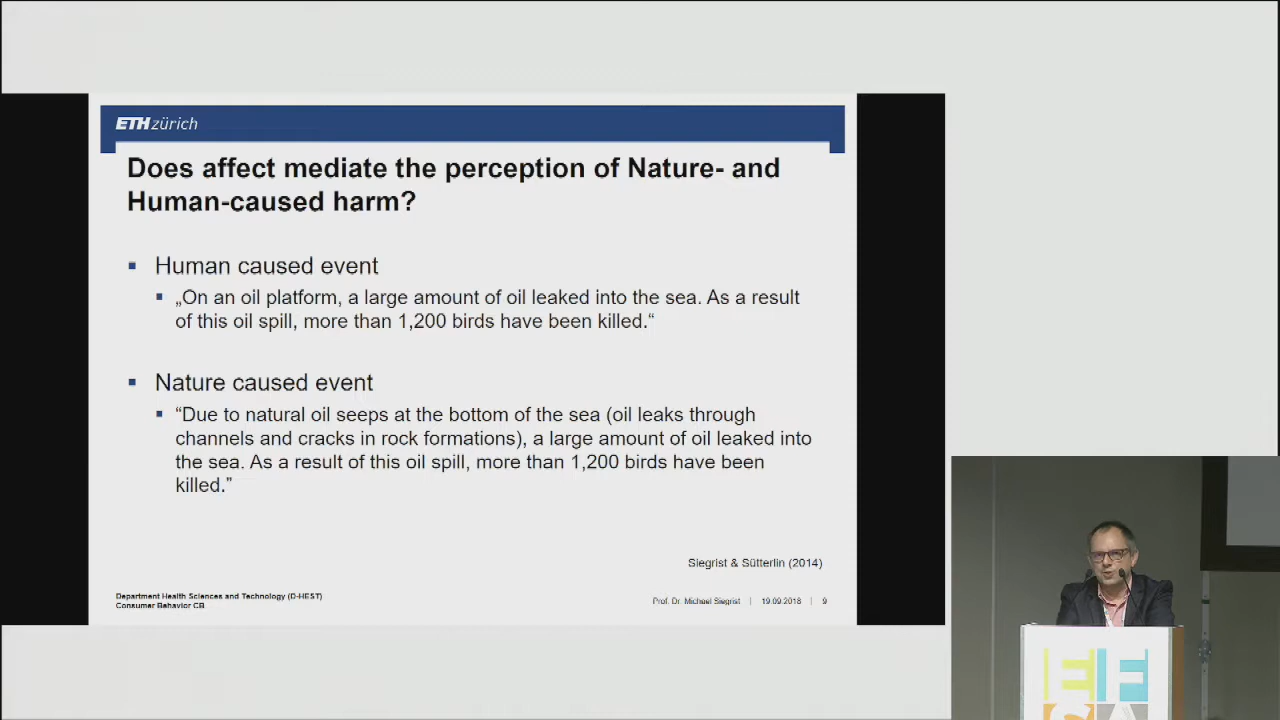 ETH zürich
Does affect mediate the perception of Nature- and
Human-caused harm?
Human caused event
„On an oil platform, a large amount of oil leaked into the sea. As a result
of this oil spill, more than 1,200 birds have been killed.“
Nature caused event
“Due to natural oil seeps at the bottom of the sea (oil leaks through
channels and cracks in rock formations), a large amount of oil leaked into
the sea. As a result of this oil spill, more than 1,200 birds have been
killed.”
Siegrist & Sütterlin (2014)
Department Health Sciences and Technology (D-HEST)
Consumer Behavior CB
Prof. Dr. Michael Siegrist | 19.09.2018 | 9
EF
SA